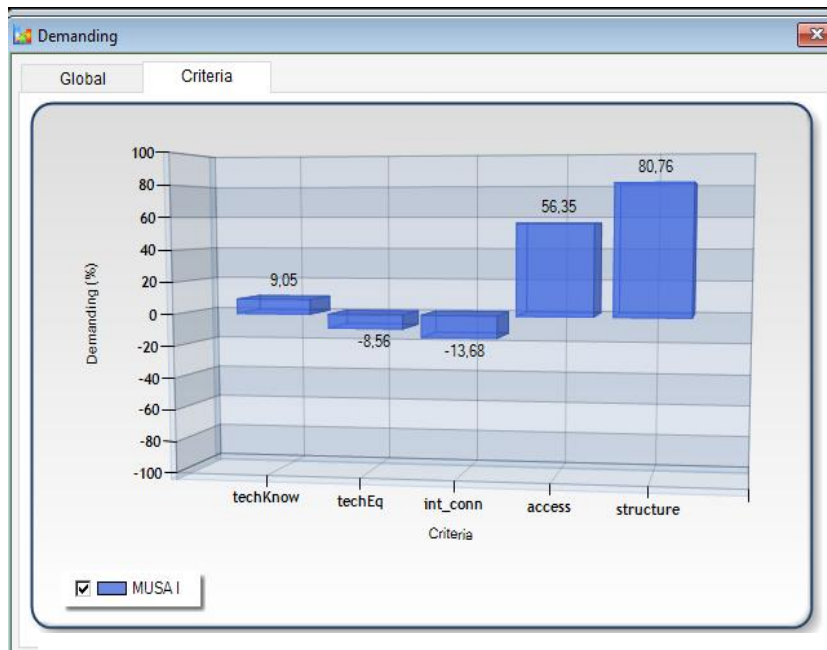 Demanding
Global
Criteria
100
80
60
40
20
0
-20
-40
-60
-80
-100
Demanding (%)
9,05
-8,56
-13,68
56,35
80,76
techKnow
techEq
int_conn
access
structure
Criteria
MUSA I